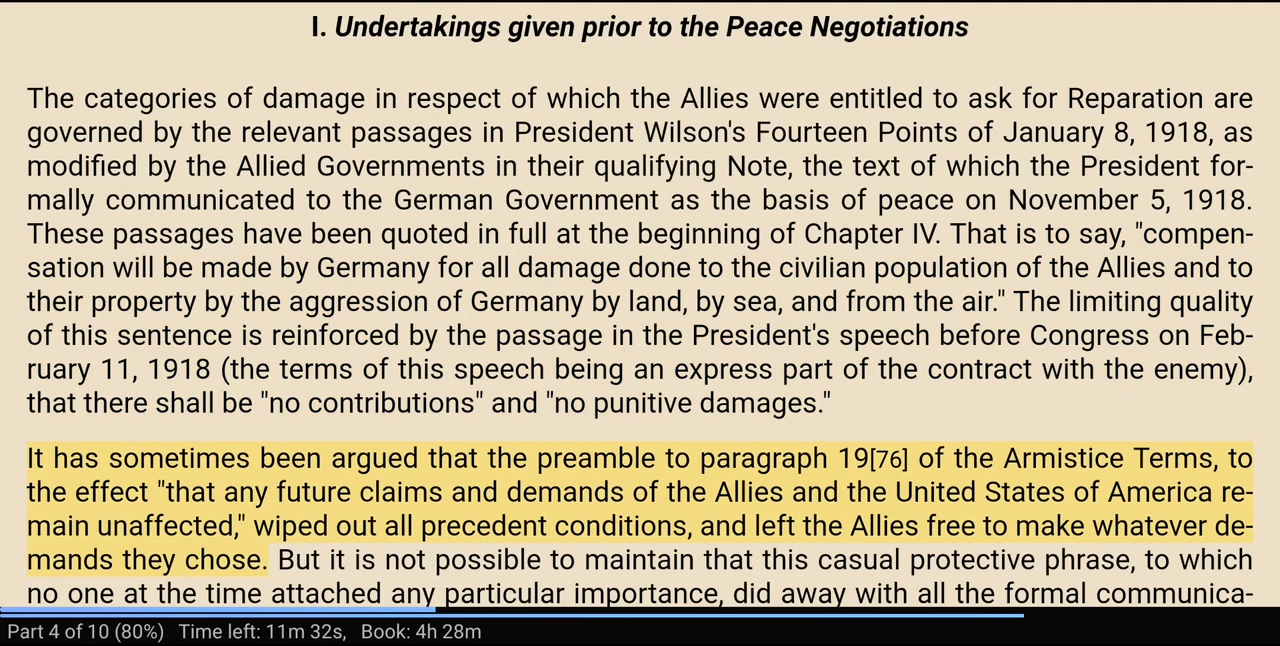 I. Undertakings given prior to the Peace Negotiations
The categories of damage in respect of which the Allies were entitled to ask for Reparation are
governed by the relevant passages in President Wilson's Fourteen Points of January 8, 1918, as
modified by the Allied Governments in their qualifying Note, the text of which the President for-
mally communicated to the German Government as the basis of peace on November 5, 1918.
These passages have been quoted in full at the beginning of Chapter IV. That is to say, "compen-
sation will be made by Germany for all damage done to the civilian population of the Allies and to
their property by the aggression of Germany by land, by sea, and from the air." The limiting quality
of this sentence is reinforced by the passage in the President's speech before Congress on Feb-
ruary 11, 1918 (the terms of this speech being an express part of the contract with the enemy),
that there shall be "no contributions" and "no punitive damages."
It has sometimes been argued that the preamble to paragraph 19[76] of the Armistice Terms, to
the effect "that any future claims and demands of the Allies and the United States of America re-
main unaffected," wiped out all precedent conditions, and left the Allies free to make whatever de-
mands they chose. But it is not possible to maintain that this casual protective phrase, to which
no one at the time attached any particular importance, did away with all the formal communica-
Part 4 of 10 (80%) Time left: 11m 32s, Book: 4h 28m